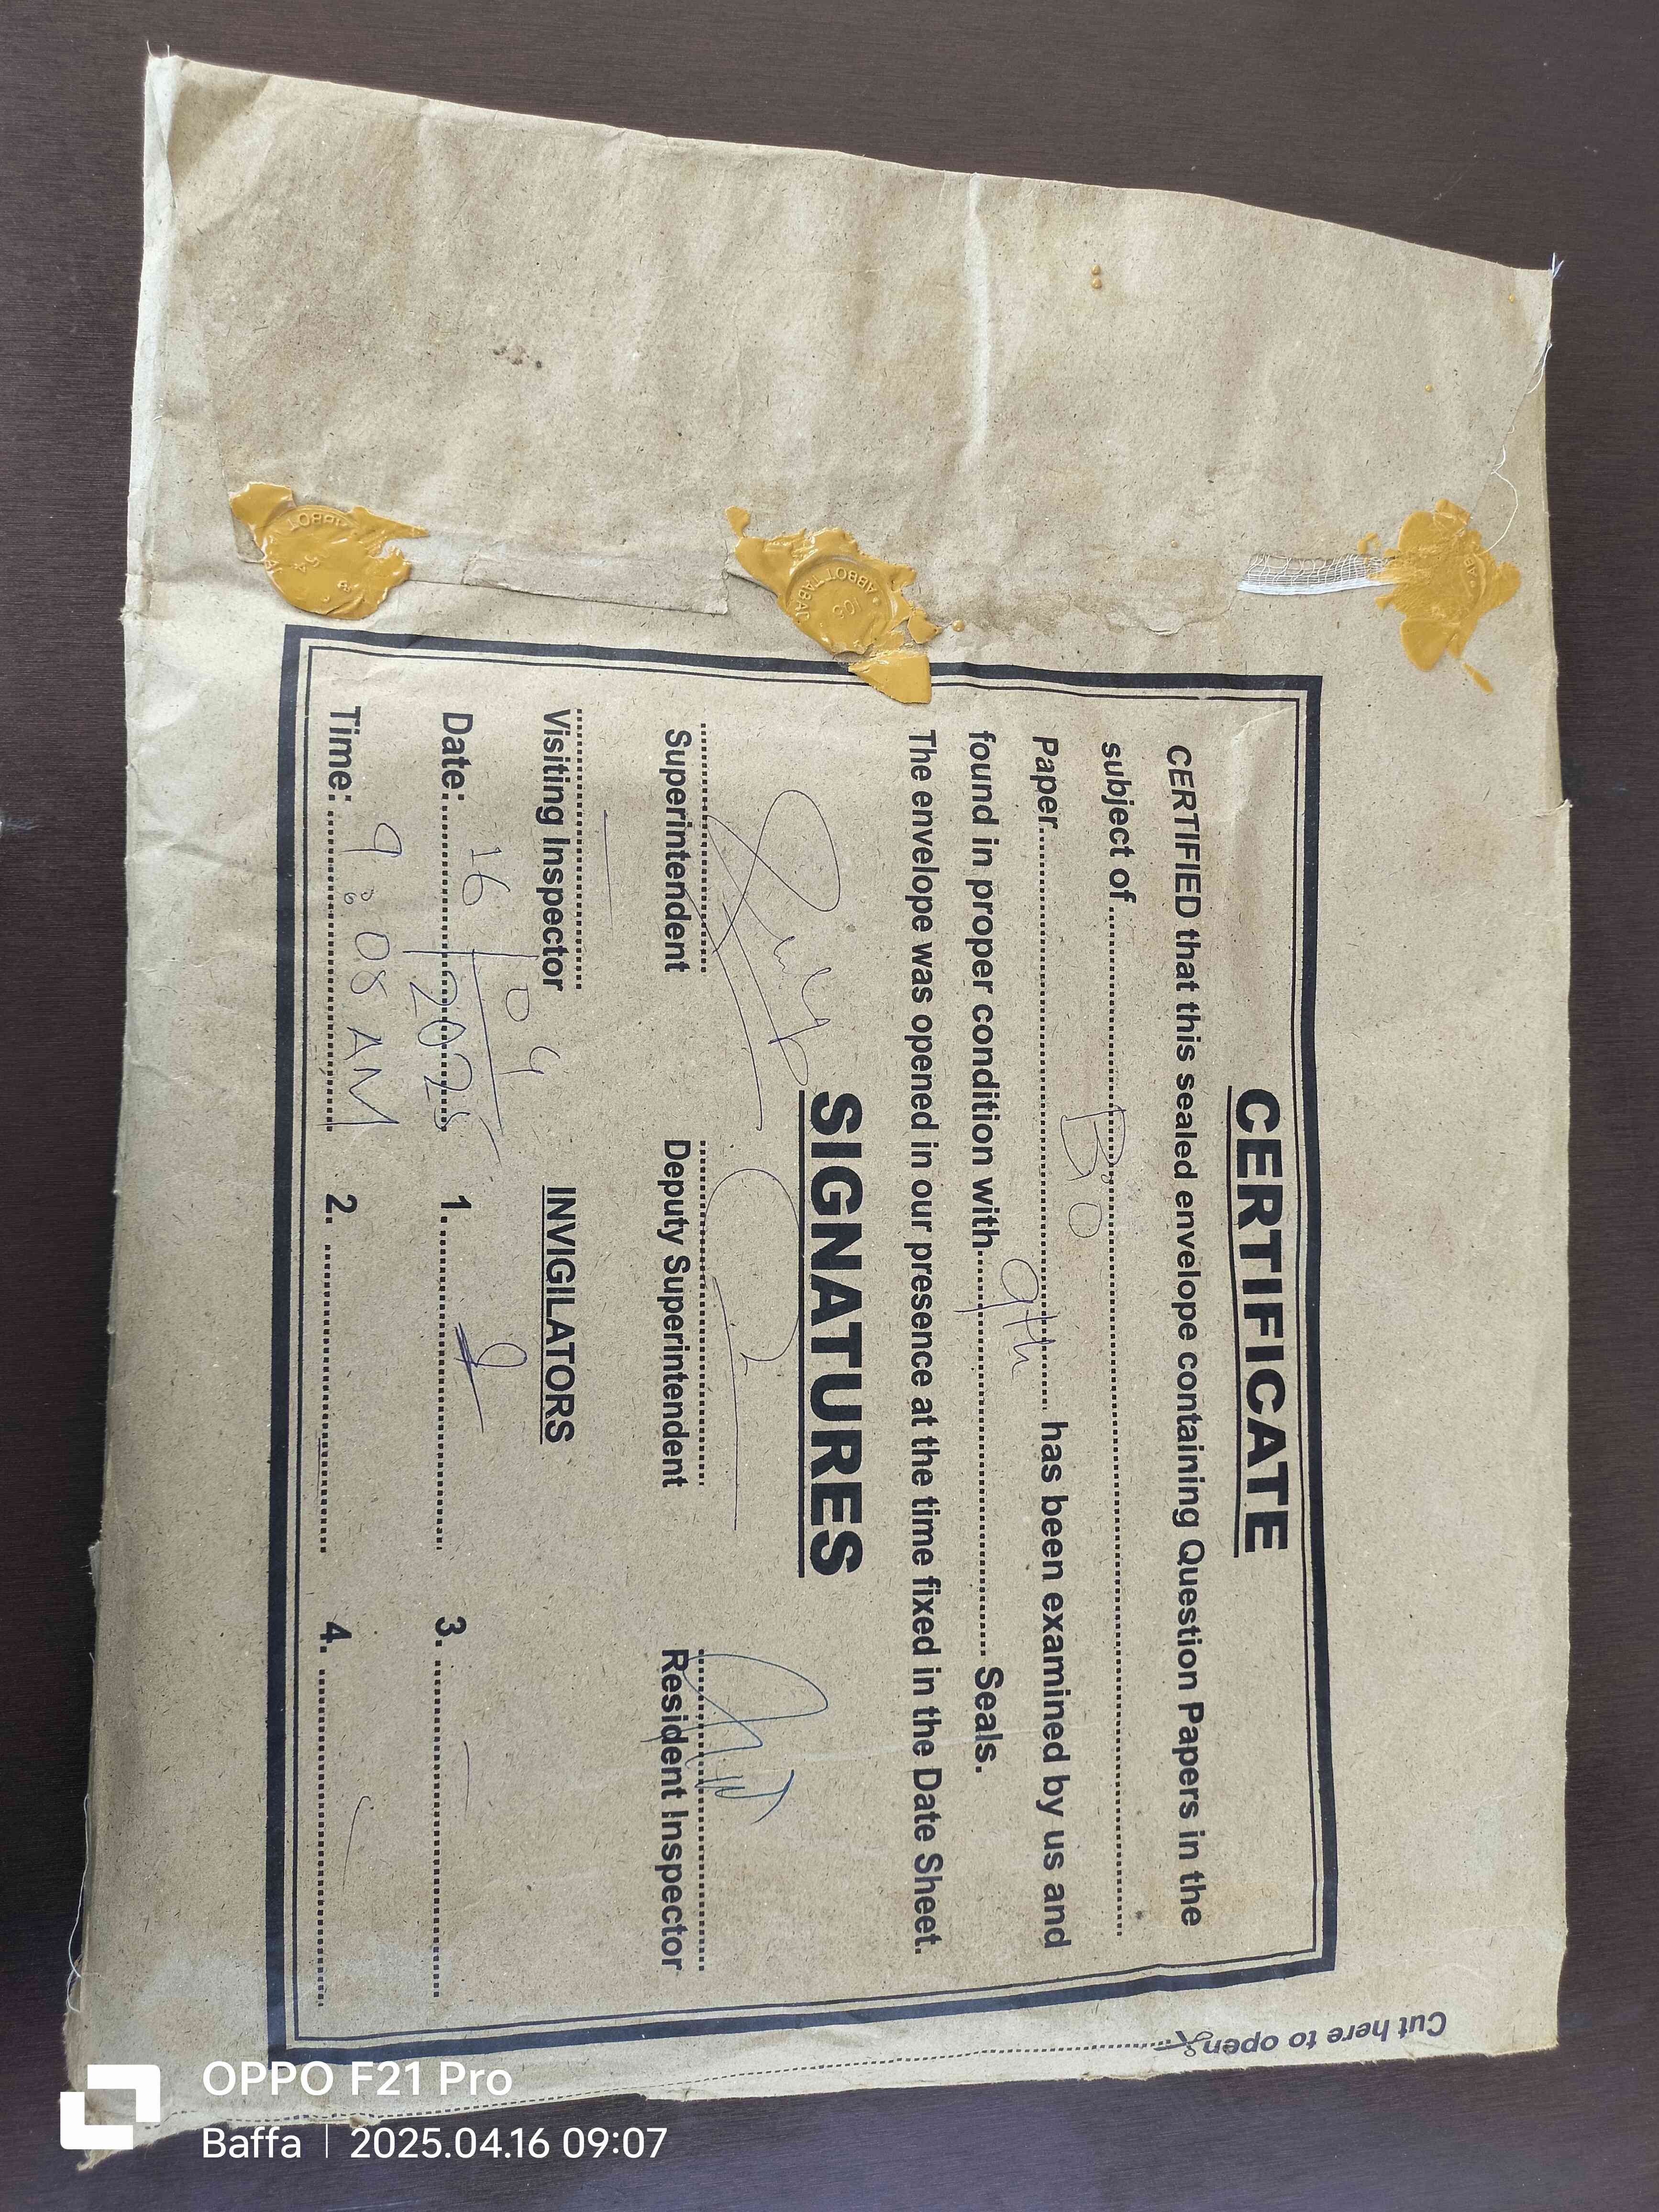 CERTIFICATE
CERTIFIED that this sealed envelope containing Question Papers in the
subject of ........ Bio ........
Paper ........ 9th ........ has been examined by us and
found in proper condition with ................ Seals.
The envelope was opened in our presence at the time fixed in the Date Sheet.
SIGNATURES
Superintendent Deputy Superintendent Resident Inspector
Visiting Inspector INVIGILATORS
Date: 16/04/2025 1. ........ 3. ........
Time: 9:08 AM 2. ........ 4. ........
Cut here to open
ABBOT
54
ABBOTTABAD
103
OPPO F21 Pro
Baffa | 2025.04.16 09:07